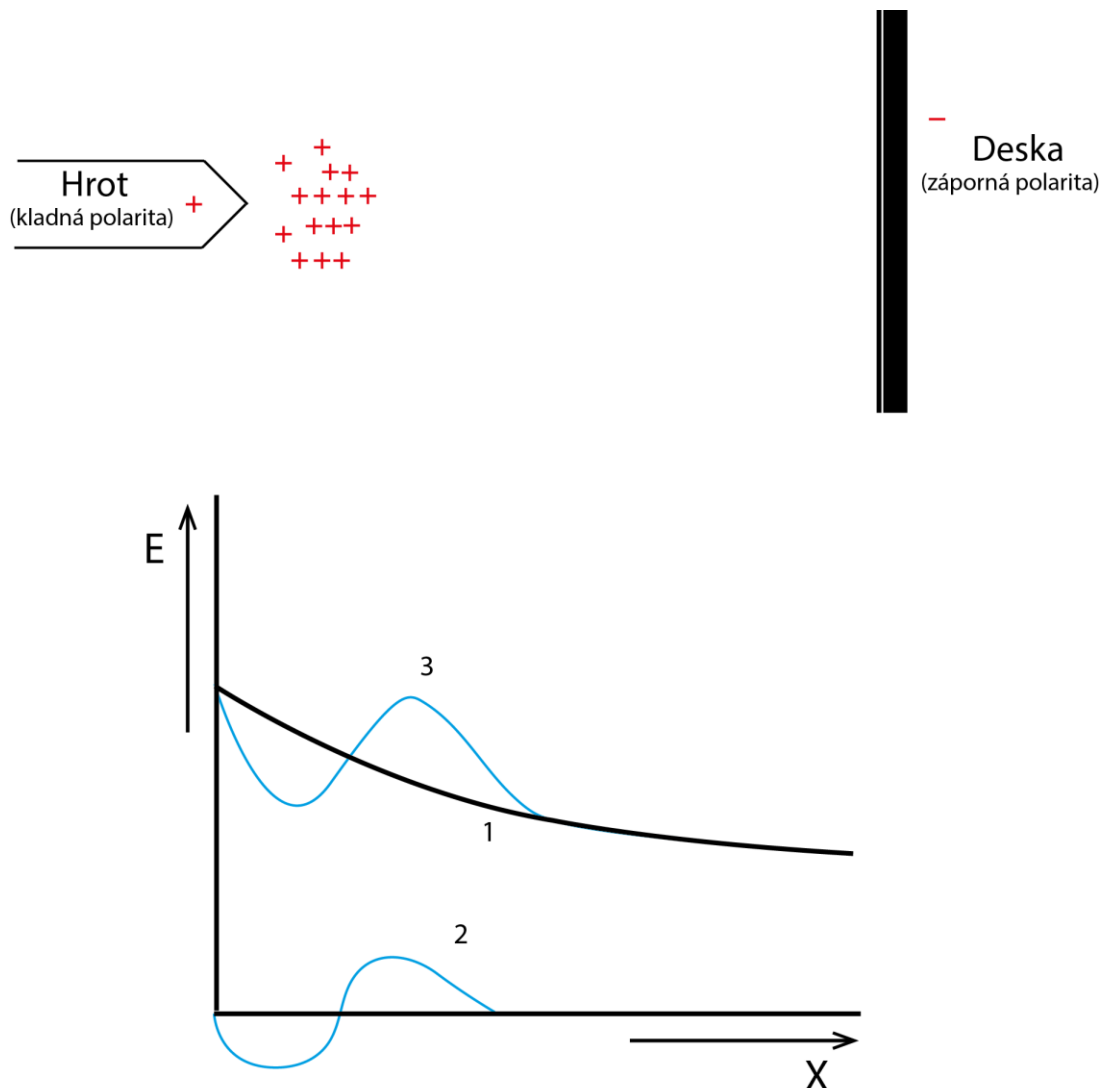 −
Deska
(záporná polarita)
Hrot
(kladná polarita) +
+
+
+ +
+ + + +
+ + +
+
+ + +
E
3
1
2
X